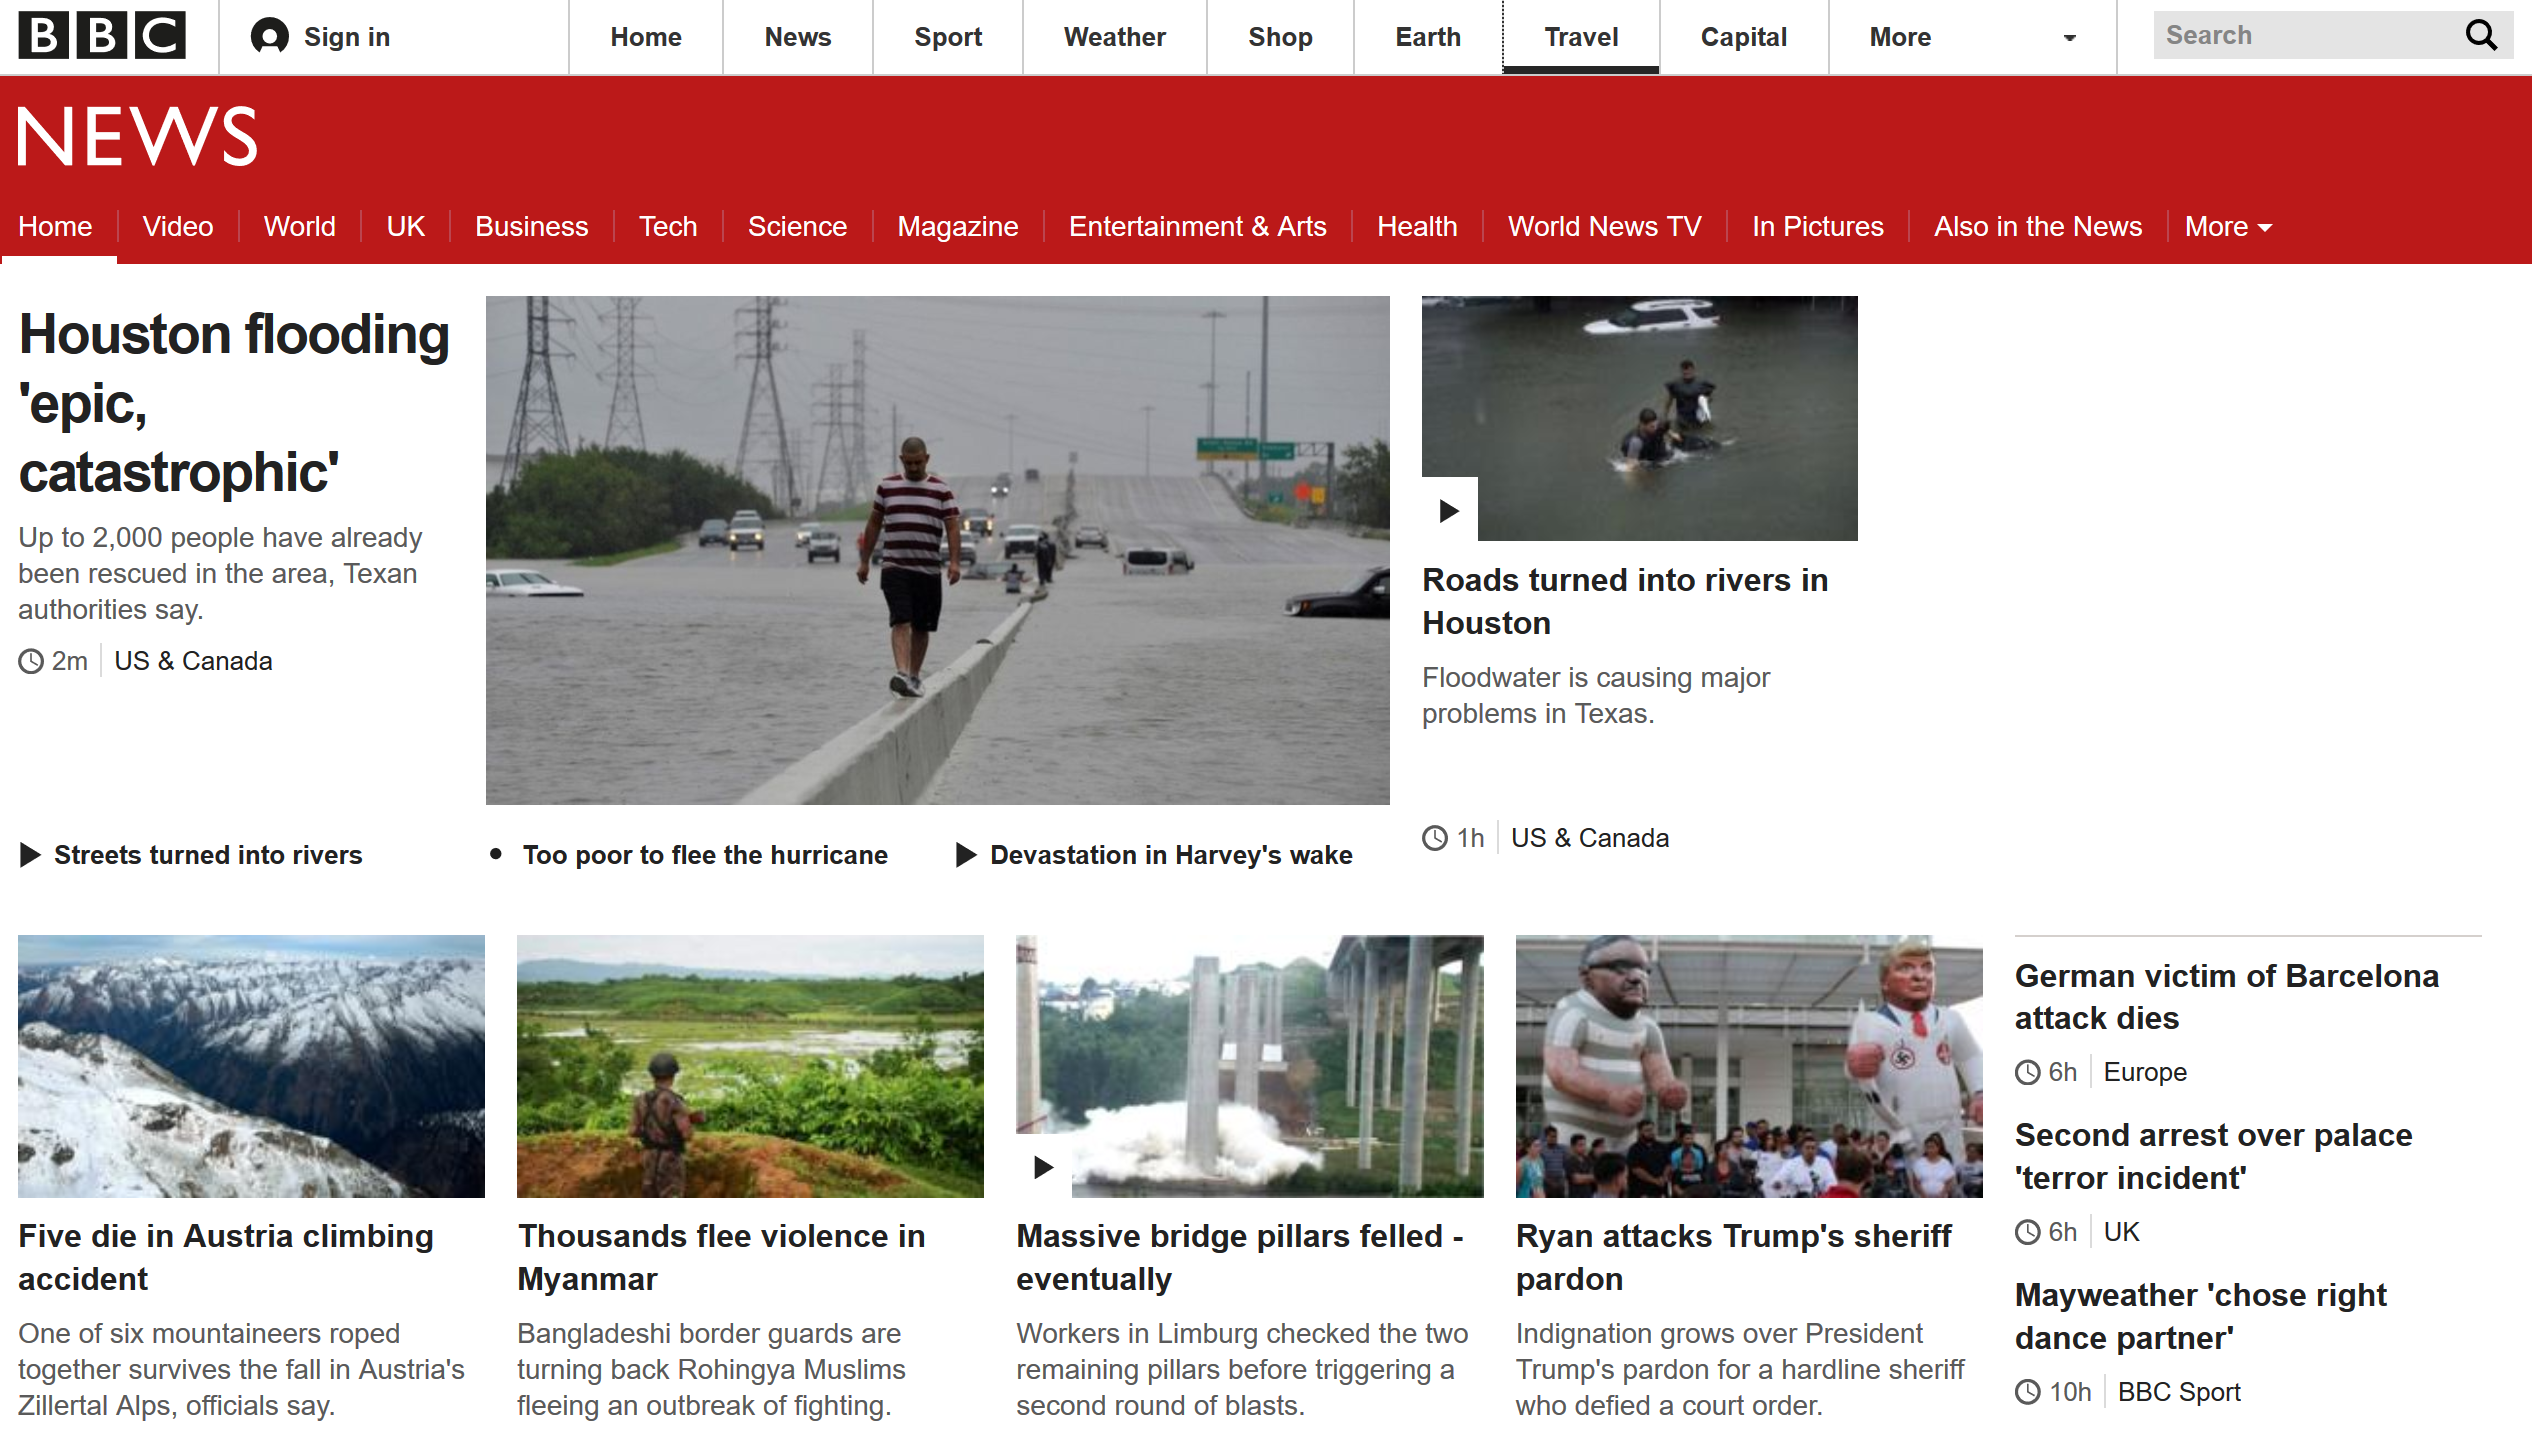 BBC
Sign in
Home
News
Sport
Weather
Shop
Earth
Travel
Capital
More
Search
NEWS
Home
Video
World
UK
Business
Tech
Science
Magazine
Entertainment & Arts
Health
World News TV
In Pictures
Also in the News
More
Houston flooding
'epic,
catastrophic'
Up to 2,000 people have already
been rescued in the area, Texan
authorities say.
2m
US & Canada
Roads turned into rivers in
Houston
Floodwater is causing major
problems in Texas.
1h
US & Canada
Streets turned into rivers
Too poor to flee the hurricane
Devastation in Harvey's wake
Five die in Austria climbing
accident
One of six mountaineers roped
together survives the fall in Austria's
Zillertal Alps, officials say.
Thousands flee violence in
Myanmar
Bangladeshi border guards are
turning back Rohingya Muslims
fleeing an outbreak of fighting.
Massive bridge pillars felled -
eventually
Workers in Limburg checked the two
remaining pillars before triggering a
second round of blasts.
Ryan attacks Trump's sheriff
pardon
Indignation grows over President
Trump's pardon for a hardline sheriff
who defied a court order.
German victim of Barcelona
attack dies
6h
Europe
Second arrest over palace
'terror incident'
6h
UK
Mayweather 'chose right
dance partner'
10h
BBC Sport